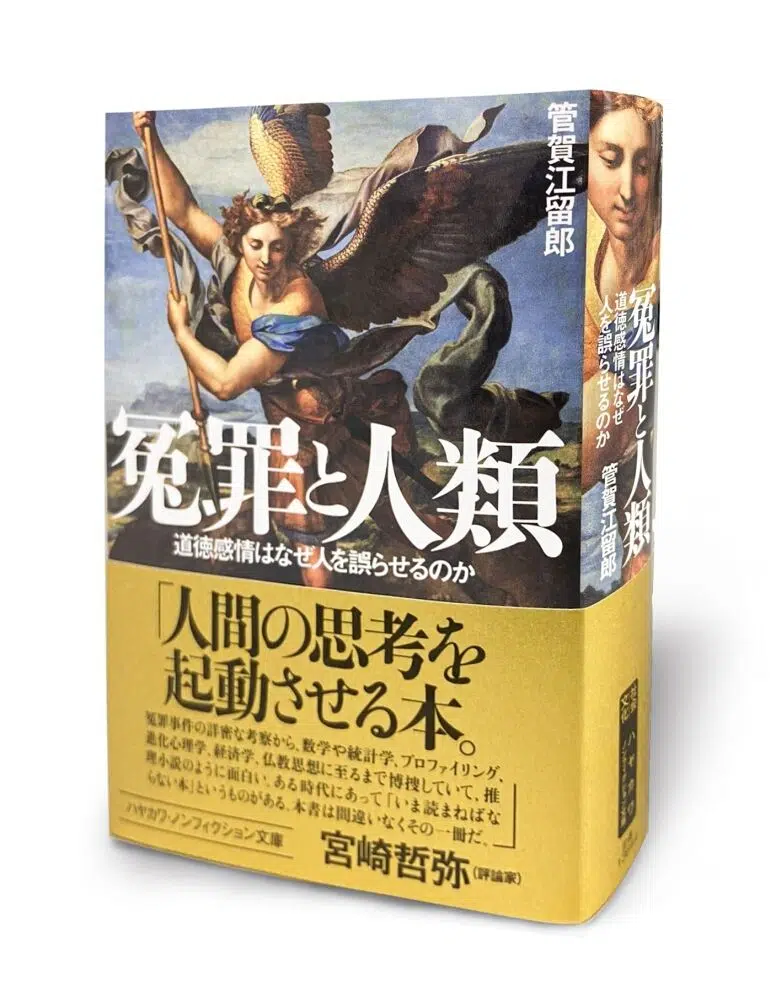 管賀江留郎
冤罪と人類
道徳感情はなぜ人を誤らせるのか
「人間の思考を
起動させる本。
冤罪事件の詳密な考察から、数学や統計学、プロファイリング、
進化心理学、経済学、仏教思想に至るまで博捜していて、推
理小説のように面白い。ある時代にあって「いま読まねばな
らない本」というものがある。本書は間違いなくその一冊だ。」
ハヤカワ・ノンフィクション文庫
宮崎哲弥(評論家)
冤罪と人類
道徳感情はなぜ
人を誤らせるのか
管賀江留郎